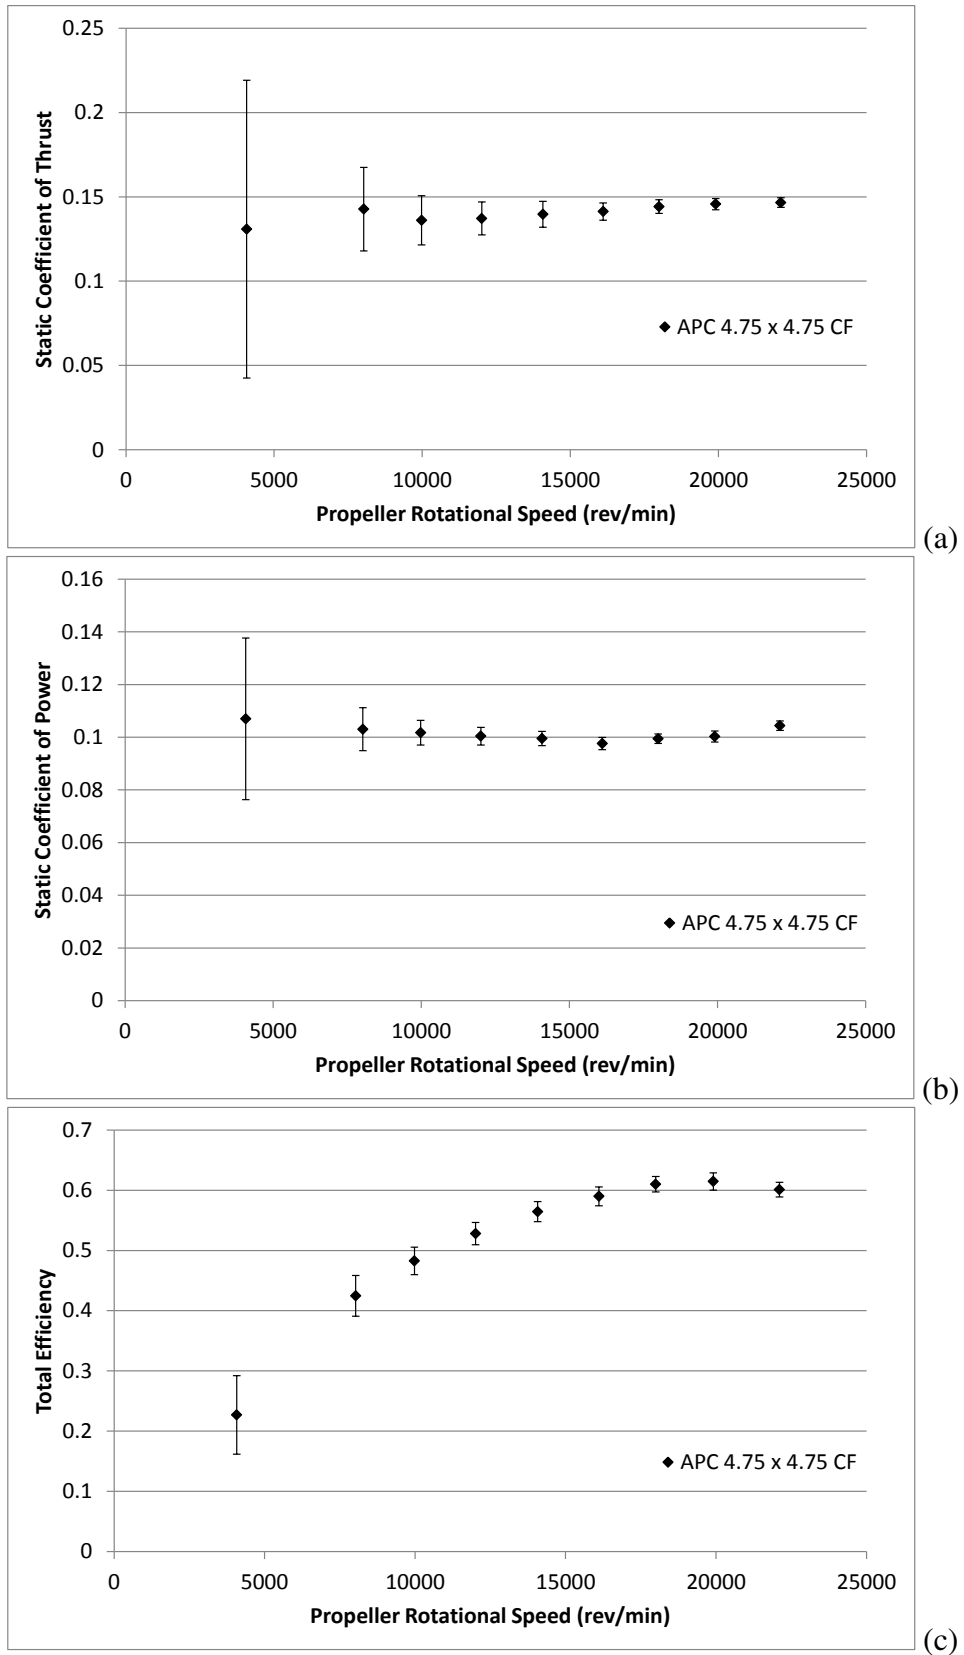 0.25
0.2
0.15
0.1
0.05
0
Static Coefficient of Thrust
APC 4.75 x 4.75 CF
0 5000 10000 15000 20000 25000
Propeller Rotational Speed (rev/min)
(a)
0.16
0.14
0.12
0.1
0.08
0.06
0.04
0.02
0
Static Coefficient of Power
APC 4.75 x 4.75 CF
0 5000 10000 15000 20000 25000
Propeller Rotational Speed (rev/min)
(b)
0.7
0.6
0.5
0.4
0.3
0.2
0.1
0
Total Efficiency
APC 4.75 x 4.75 CF
0 5000 10000 15000 20000 25000
Propeller Rotational Speed (rev/min)
(c)